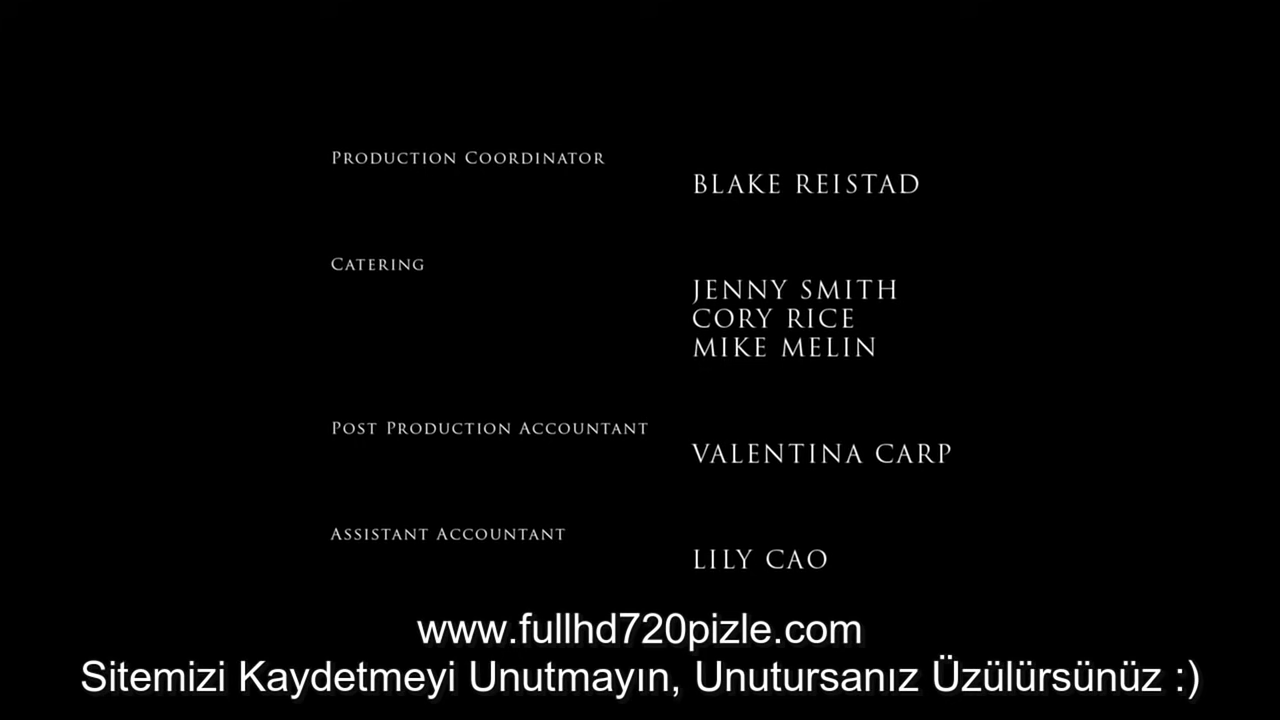 PRODUCTION COORDINATOR
BLAKE REISTAD
CATERING
JENNY SMITH
CORY RICE
MIKE MELIN
POST PRODUCTION ACCOUNTANT
VALENTINA CARP
ASSISTANT ACCOUNTANT
LILY CAO
www.fullhd720pizle.com
Sitemizi Kaydetmeyi Unutmayın, Unutursanız Üzülürsünüz :)